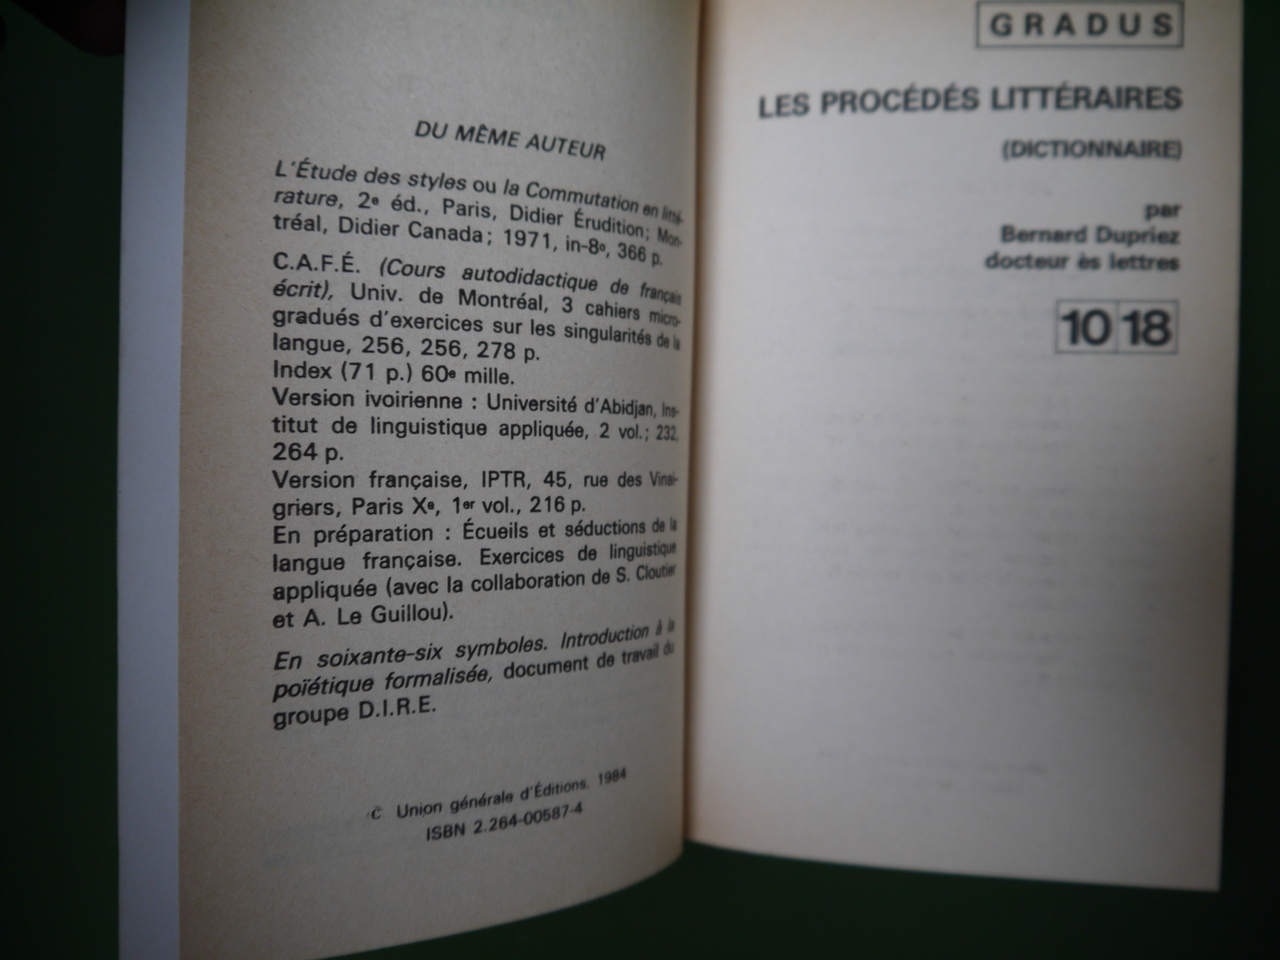 DU MÊME AUTEUR
L'Étude des styles ou la Commutation en litté-
rature, 2e éd., Paris, Didier Érudition; Mon-
tréal, Didier Canada; 1971, in-8o, 366 p.
C.A.F.É. (Cours autodidactique de français
écrit), Univ. de Montréal, 3 cahiers micro-
gradués d'exercices sur les singularités de la
langue, 256, 256, 278 p.
Index (71 p.) 60e mille.
Version ivoirienne : Université d'Abidjan, Ins-
titut de linguistique appliquée, 2 vol.; 232,
264 p.
Version française, IPTR, 45, rue des Vinai-
griers, Paris Xe, 1er vol., 216 p.
En préparation : Écueils et séductions de la
langue française. Exercices de linguistique
appliquée (avec la collaboration de S. Cloutier
et A. Le Guillou).
En soixante-six symboles. Introduction à la
poïétique formalisée, document de travail du
groupe D.I.R.E.
© Union générale d'Éditions. 1984
ISBN 2.264-00587-4
GRADUS
LES PROCÉDÉS LITTÉRAIRES
(DICTIONNAIRE)
par
Bernard Dupriez
docteur ès lettres
10 18